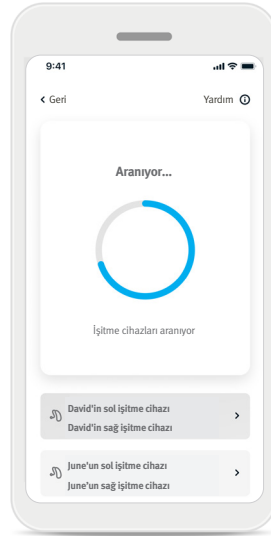 9:41
Geri
Yardım
Aranıyor...
İşitme cihazları aranıyor
David'in sol işitme cihazı
David'in sağ işitme cihazı
June'un sol işitme cihazı
June'un sağ işitme cihazı